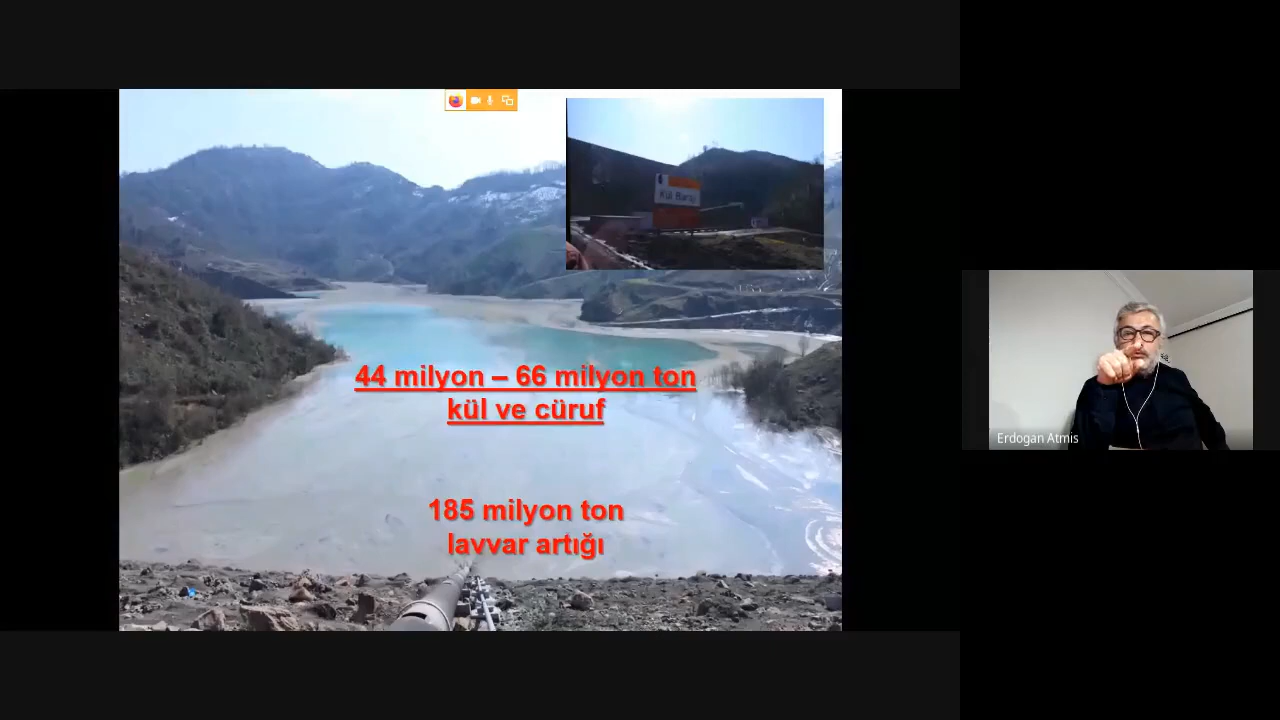 Kül Barajı
44 milyon – 66 milyon ton
kül ve cüruf
185 milyon ton
lavvar artığı
Erdogan Atmis